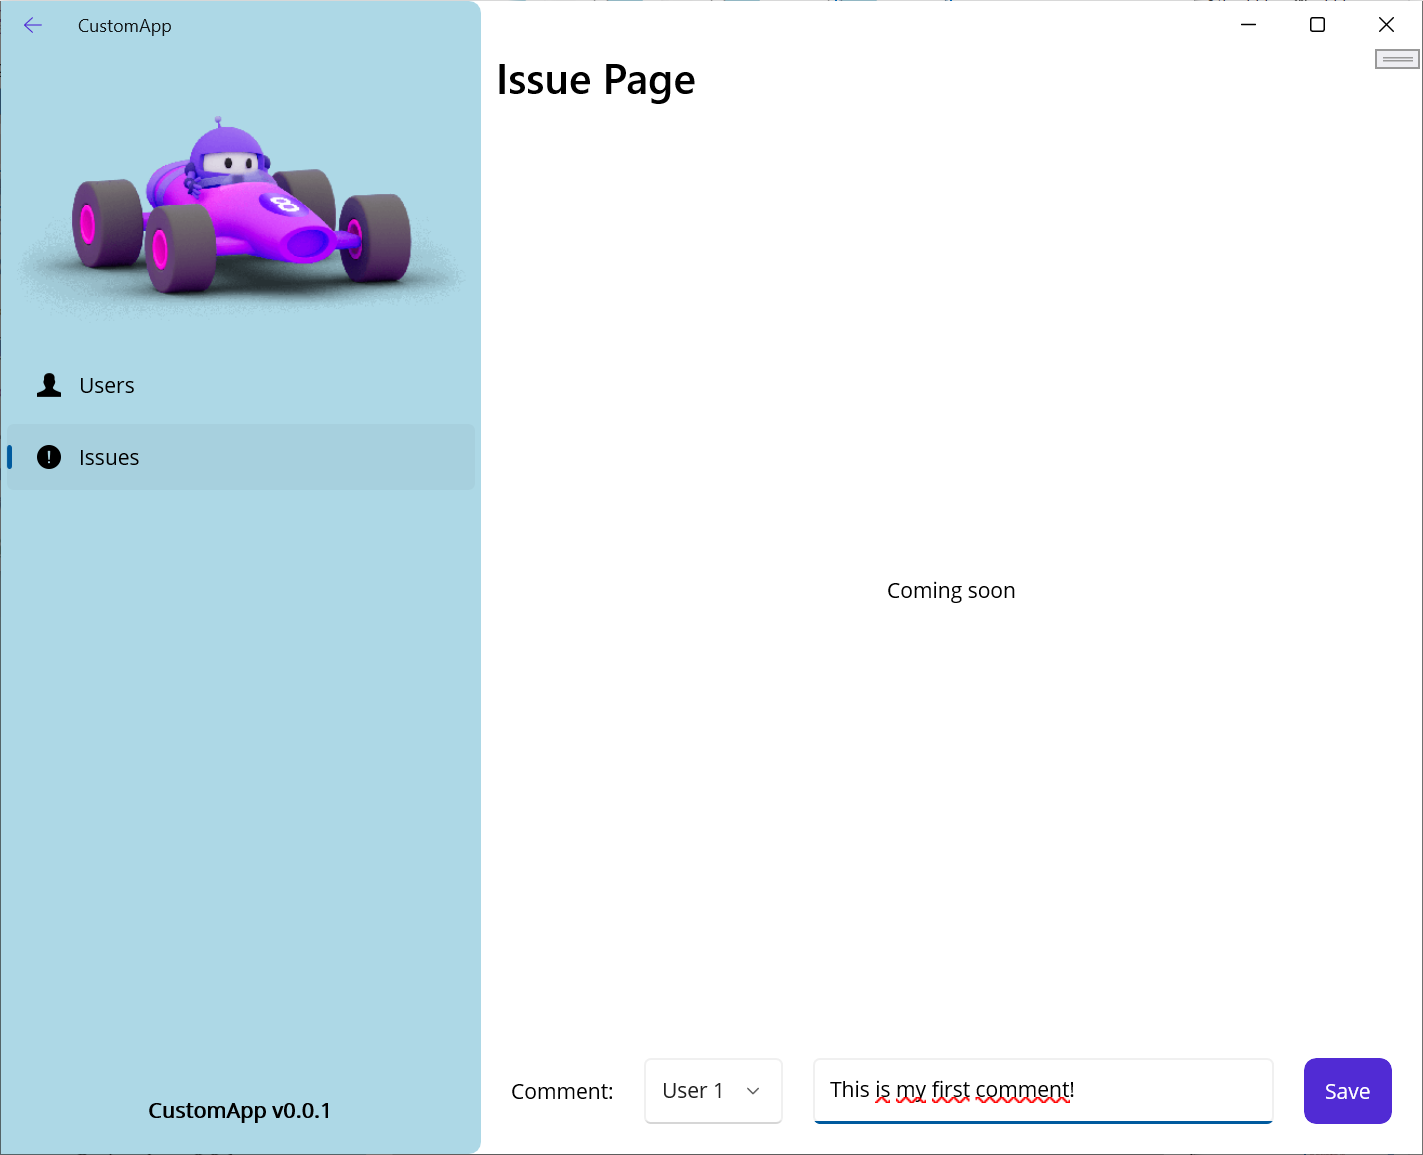 CustomApp
Issue Page
8
Users
Issues
Coming soon
Comment: User 1 This is my first comment! Save
CustomApp v0.0.1